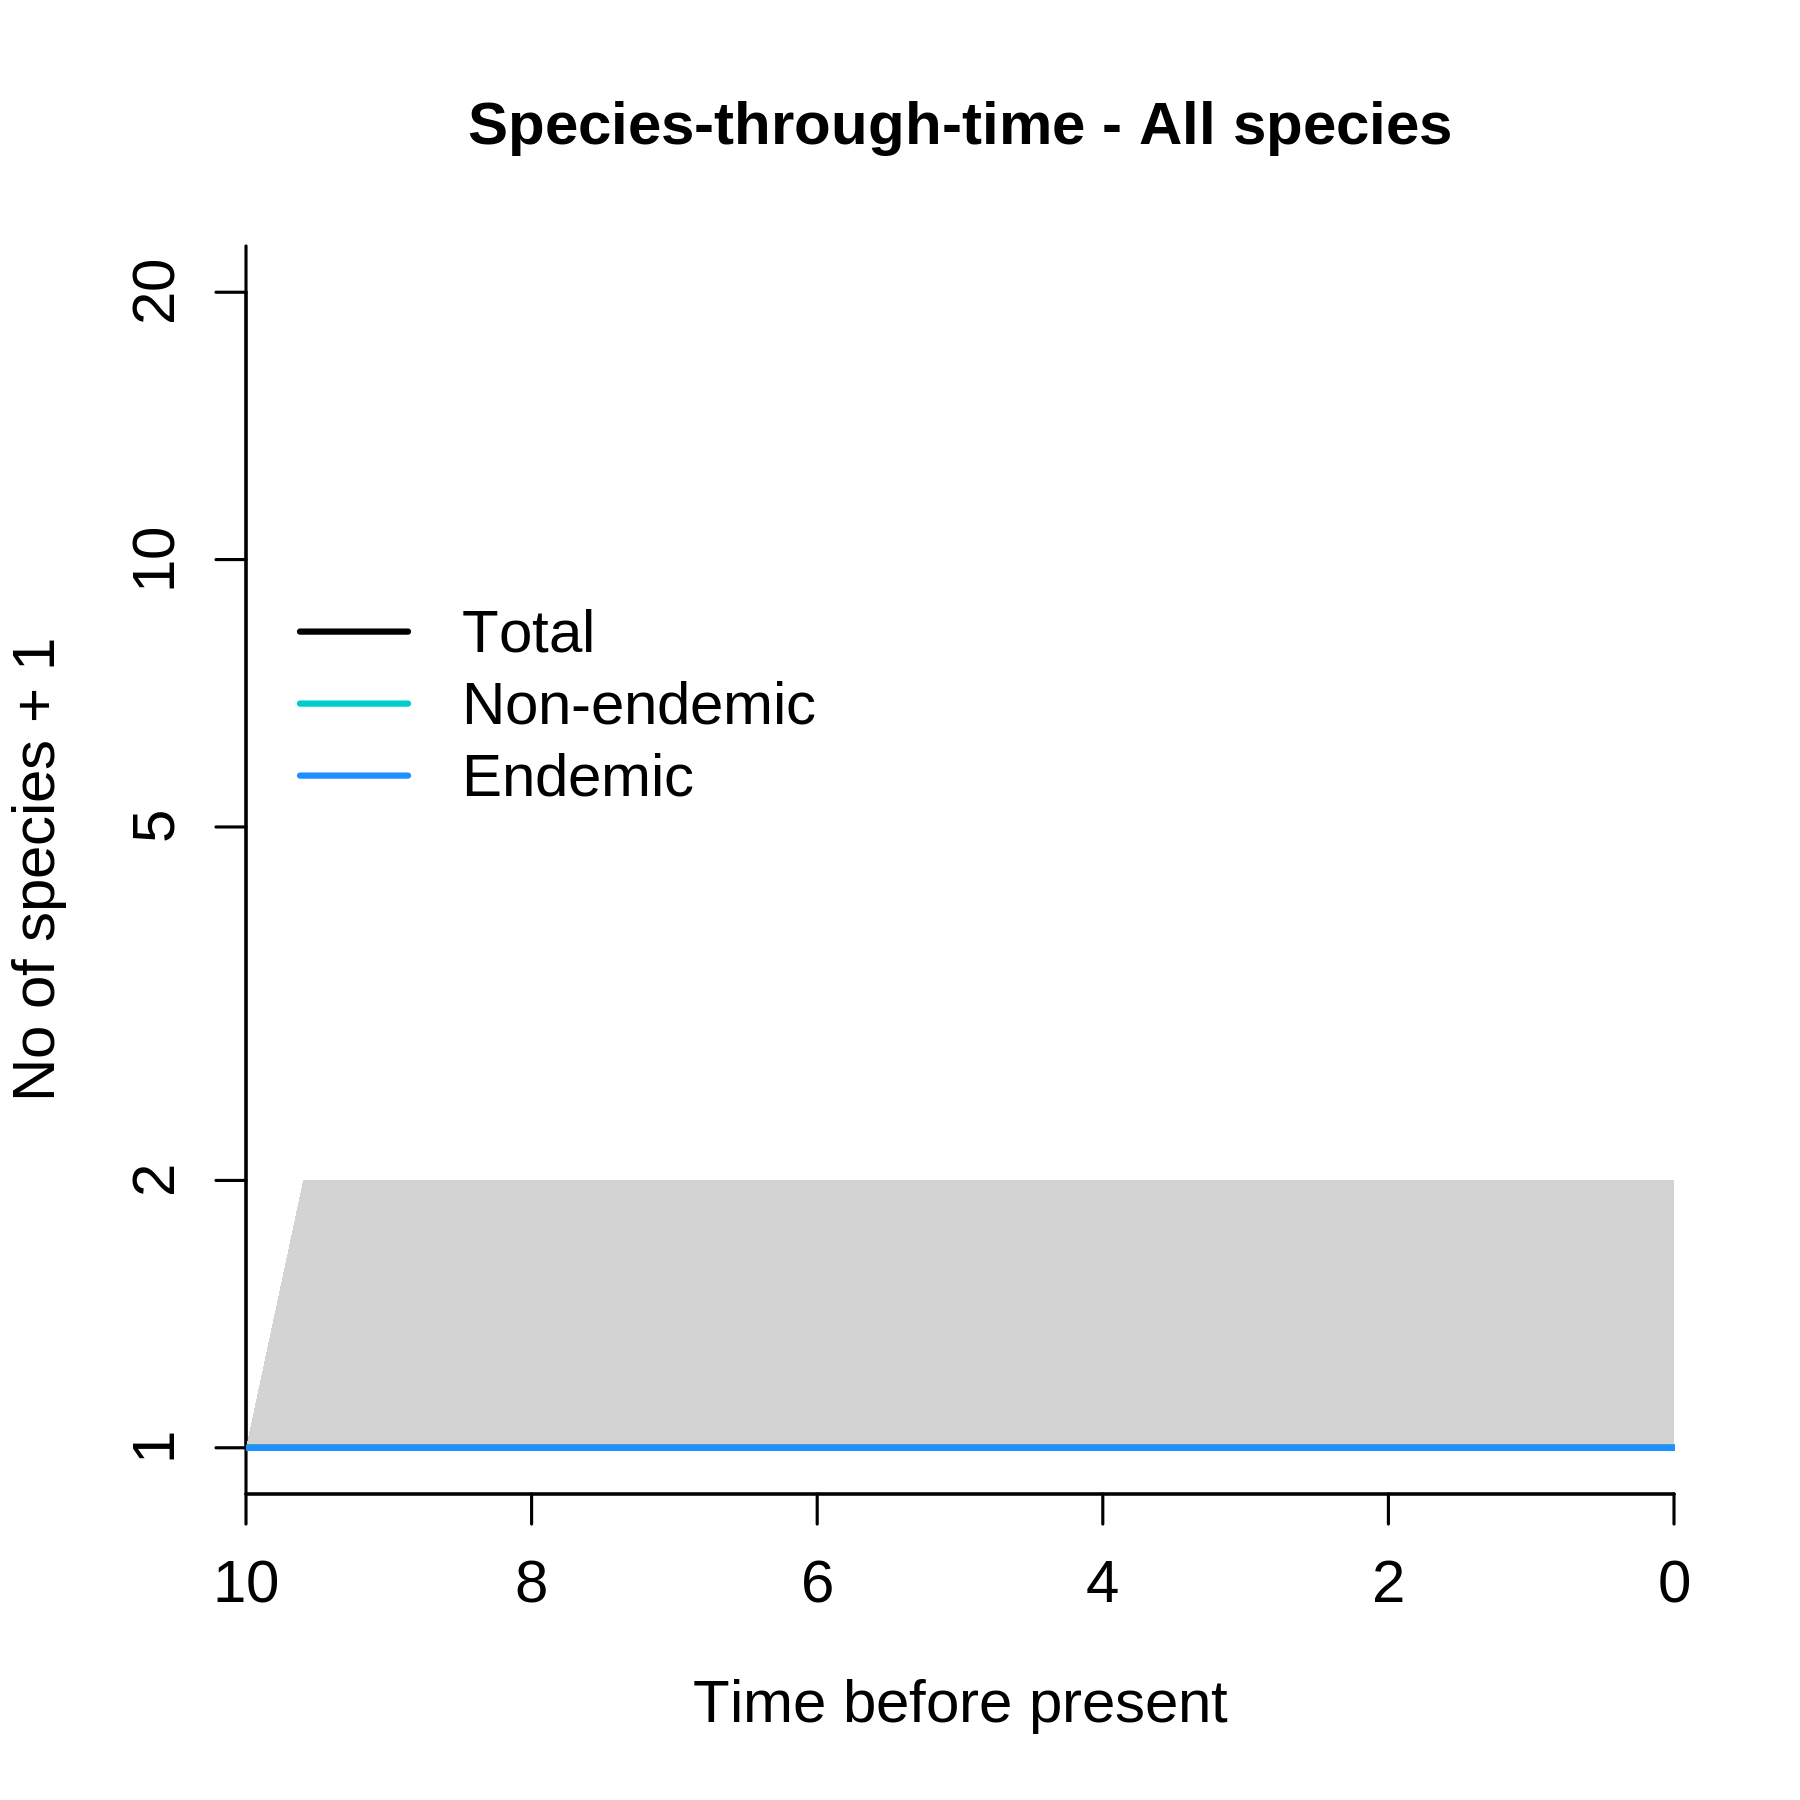 Species-through-time - All species
No of species + 1
20
10
5
2
1
Total
Non-endemic
Endemic
10 8 6 4 2 0
Time before present